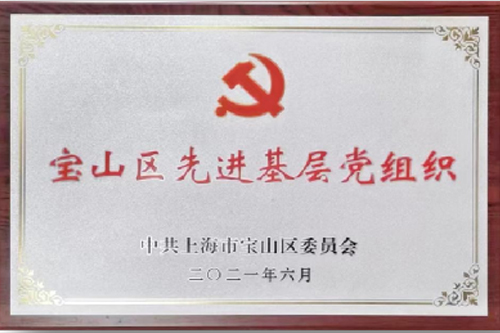 宝山区先进基层党组织
中共上海市宝山区委员会
二〇二一年六月